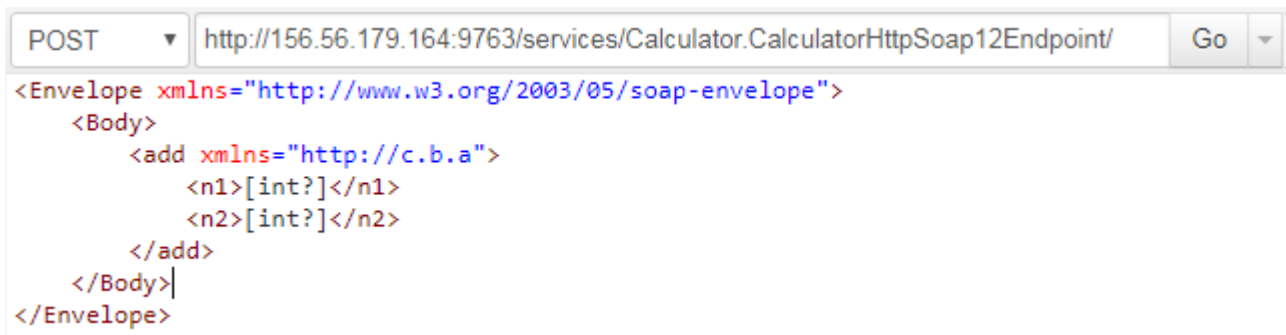 POST http://156.56.179.164:9763/services/Calculator.CalculatorHttpSoap12Endpoint/ Go
<Envelope xmlns="http://www.w3.org/2003/05/soap-envelope">
    <Body>
        <add xmlns="http://c.b.a">
            <n1>[int?]</n1>
            <n2>[int?]</n2>
        </add>
    </Body>
</Envelope>